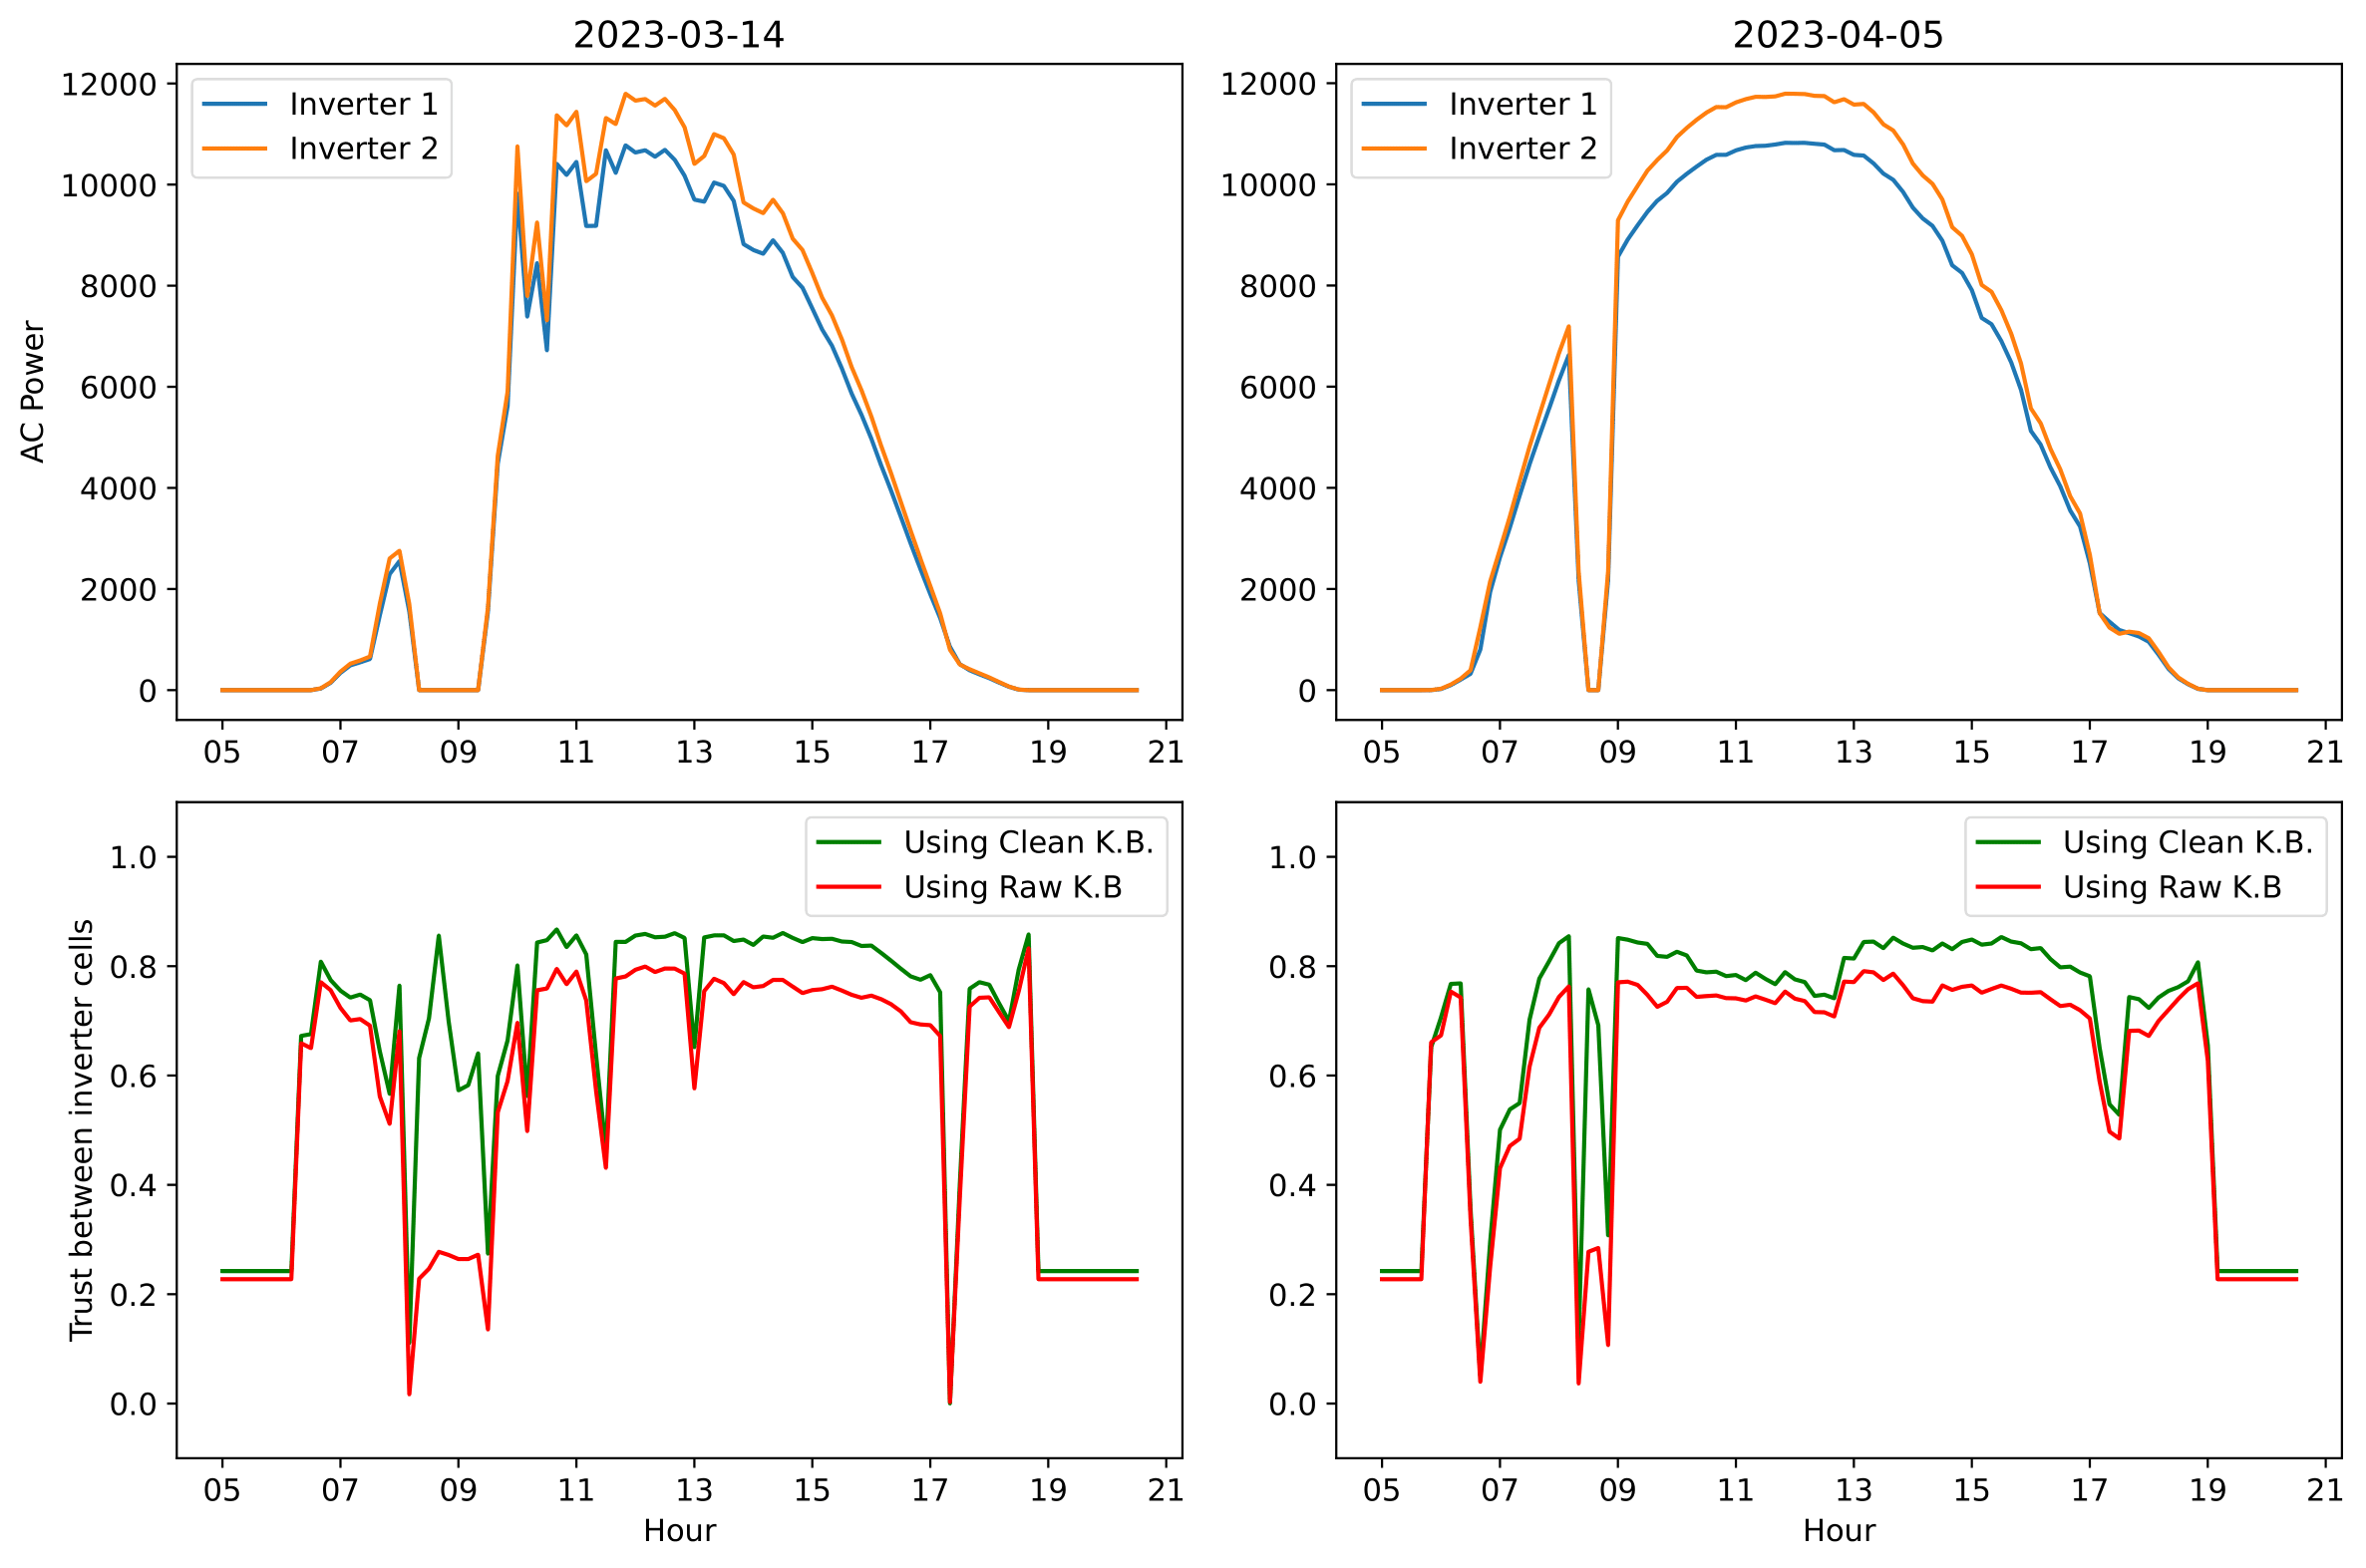 2023-03-14
12000
10000
8000
6000
4000
2000
0
AC Power
Inverter 1
Inverter 2
05 07 09 11 13 15 17 19 21
2023-04-05
12000
10000
8000
6000
4000
2000
0
Inverter 1
Inverter 2
05 07 09 11 13 15 17 19 21
1.0
0.8
0.6
0.4
0.2
0.0
Trust between inverter cells
Using Clean K.B.
Using Raw K.B
05 07 09 11 13 15 17 19 21
Hour
1.0
0.8
0.6
0.4
0.2
0.0
Using Clean K.B.
Using Raw K.B
05 07 09 11 13 15 17 19 21
Hour